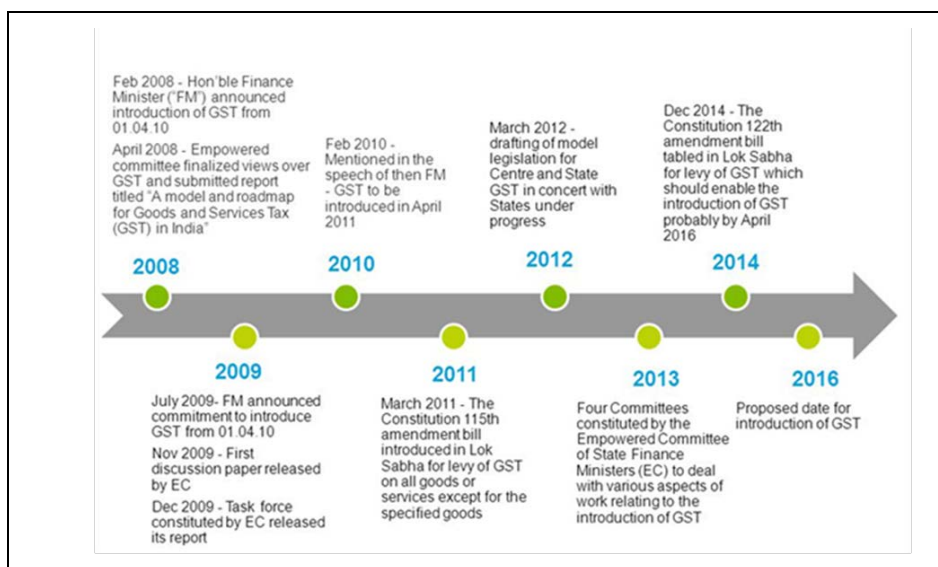 Feb 2008 - Hon'ble Finance
Minister ("FM") announced
introduction of GST from
01.04.10
April 2008 - Empowered
committee finalized views over
GST and submitted report
titled "A model and roadmap
for Goods and Services Tax
(GST) in India"
2008
Feb 2010 -
Mentioned in the
speech of then FM
- GST to be
introduced in April
2011
2010
March 2012 -
drafting of model
legislation for
Centre and State
GST in concert with
States under
progress
2012
Dec 2014 - The
Constitution 122th
amendment bill
tabled in Lok Sabha
for levy of GST which
should enable the
introduction of GST
probably by April
2016
2014
2009
July 2009- FM announced
commitment to introduce
GST from 01.04.10
Nov 2009 - First
discussion paper released
by EC
Dec 2009 - Task force
constituted by EC released
its report
2011
March 2011 - The
Constitution 115th
amendment bill
introduced in Lok
Sabha for levy of GST
on all goods or
services except for the
specified goods
2013
Four Committees
constituted by the
Empowered Committee
of State Finance
Ministers (EC) to deal
with various aspects of
work relating to the
introduction of GST
2016
Proposed date for
introduction of GST